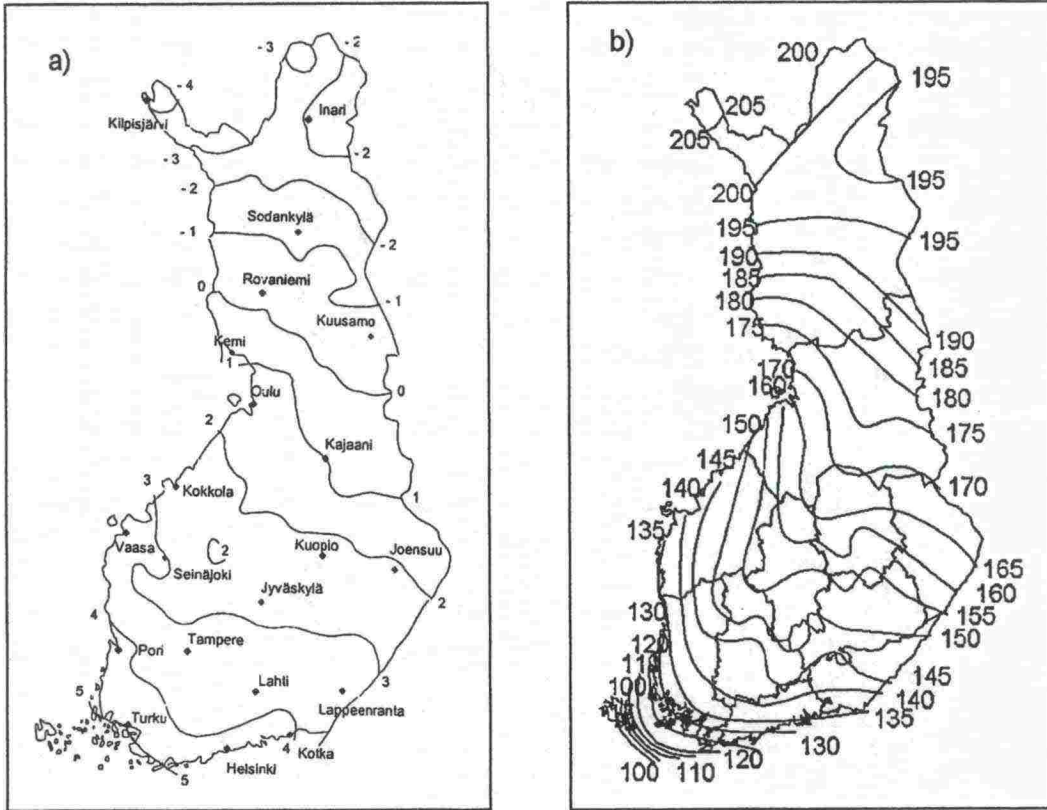 a)
- 3
- 2
- 4
Inari
Kilpisjärvi
- 3
- 2
- 2
Sodankylä
- 1
- 2
Rovaniemi
0
- 1
Kuusamo
Kemi
1
Oulu
0
2
Kajaani
3
Kokkola
1
Vaasa
2
Kuopio
Joensuu
Seinäjoki
Jyväskylä
2
4
Pori
Tampere
3
5
Lahti
Lappeenranta
Turku
4
Kotka
Helsinki
5
b)
200
195
205
205
200
195
195
195
190
185
180
175
190
170
185
160
180
150
175
145
170
140
135
165
160
130
155
150
120
110
145
100
140
135
130
120
100
110